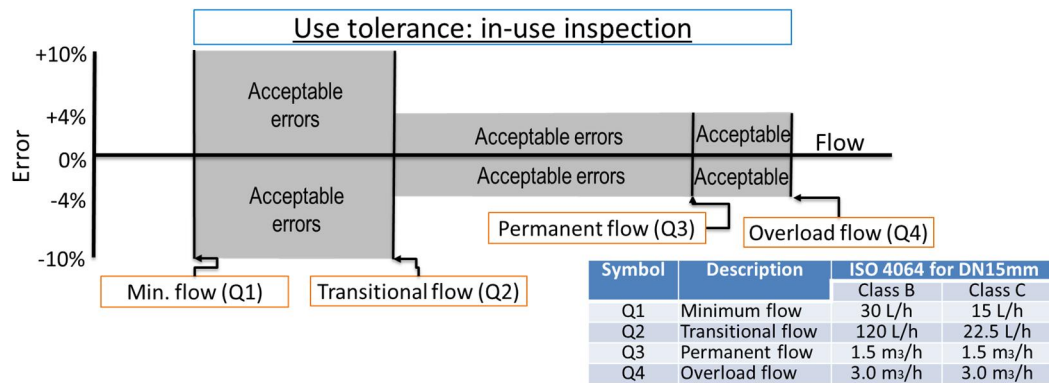 Use tolerance: in-use inspection
+10%
+4%
0%
-4%
-10%
Error
Acceptable
errors
Acceptable
errors
Acceptable errors
Acceptable
Acceptable errors
Acceptable
Flow
Permanent flow (Q3)
Overload flow (Q4)
Min. flow (Q1)
Transitional flow (Q2)
Symbol Description ISO 4064 for DN15mm
Class B Class C
Q1 Minimum flow 30 L/h 15 L/h
Q2 Transitional flow 120 L/h 22.5 L/h
Q3 Permanent flow 1.5 m3/h 1.5 m3/h
Q4 Overload flow 3.0 m3/h 3.0 m3/h